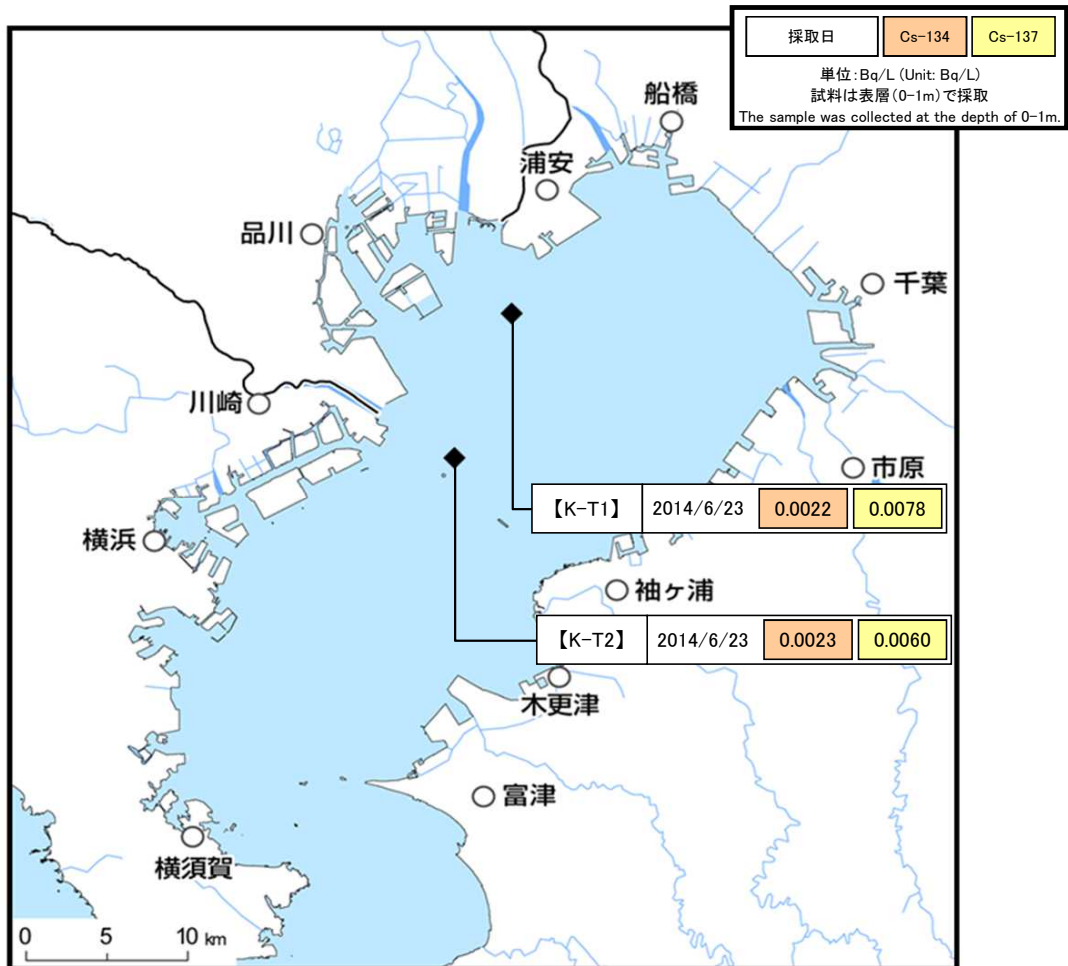 採取日 Cs-134 Cs-137
単位:Bq/L (Unit: Bq/L)
試料は表層(0-1m)で採取
The sample was collected at the depth of 0-1m.
船橋
浦安
品川
千葉
川崎
市原
【K-T1】 2014/6/23 0.0022 0.0078
横浜
袖ヶ浦
【K-T2】 2014/6/23 0.0023 0.0060
木更津
富津
横須賀
0 5 10 km